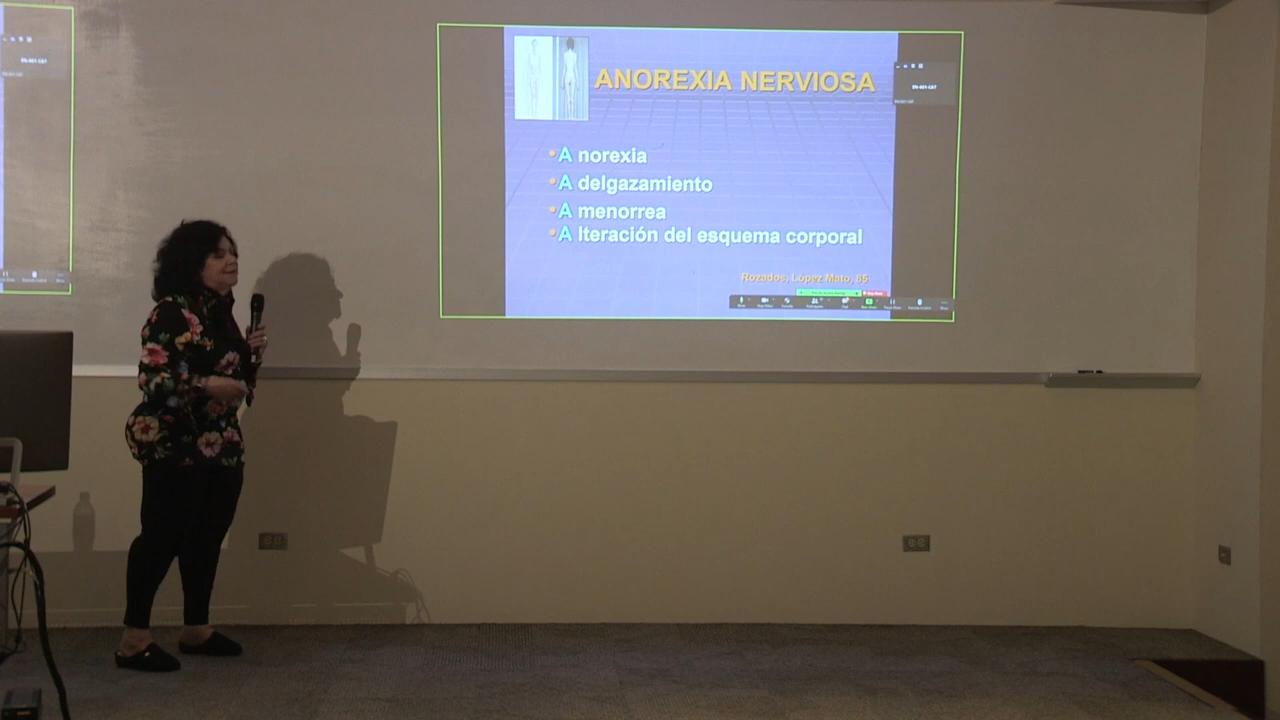 ANOREXIA NERVIOSA
•A norexia
•A delgazamiento
•A menorrea
•A lteración del esquema corporal
Rozados, López Mato, 85